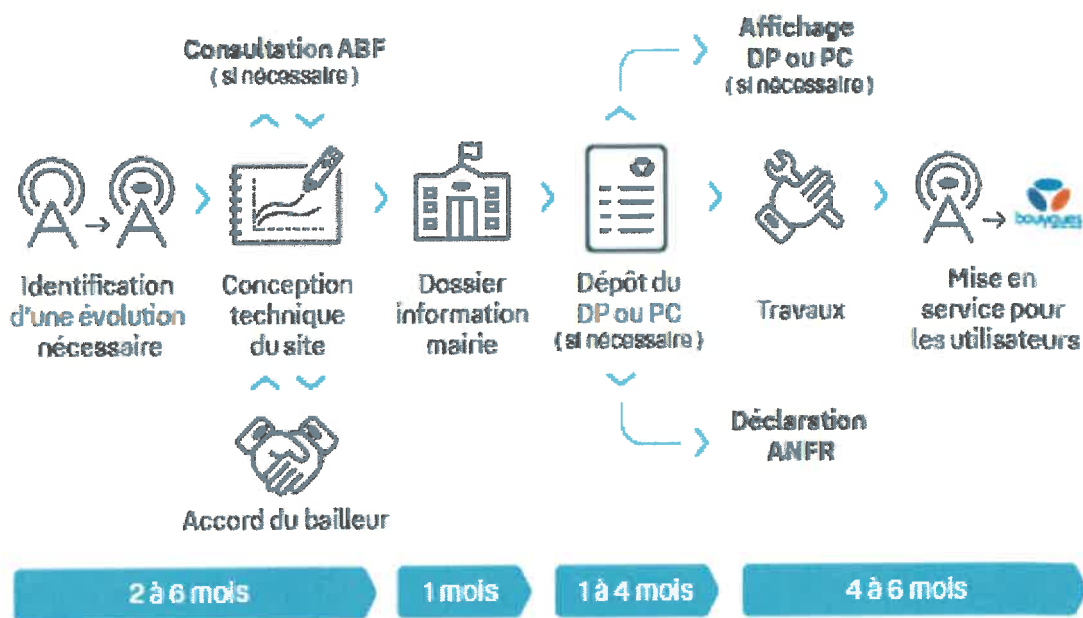 Consultation ABF
(si nécessaire)
Affichage
DP ou PC
(si nécessaire)
bouygues
Identification
d'une évolution
nécessaire
Conception
technique
du site
Dossier
information
mairie
Dépôt du
DP ou PC
(si nécessaire)
Travaux
Mise en
service pour
les utilisateurs
Accord du bailleur
Déclaration
ANFR
2 à 6 mois
1 mois
1 à 4 mois
4 à 6 mois